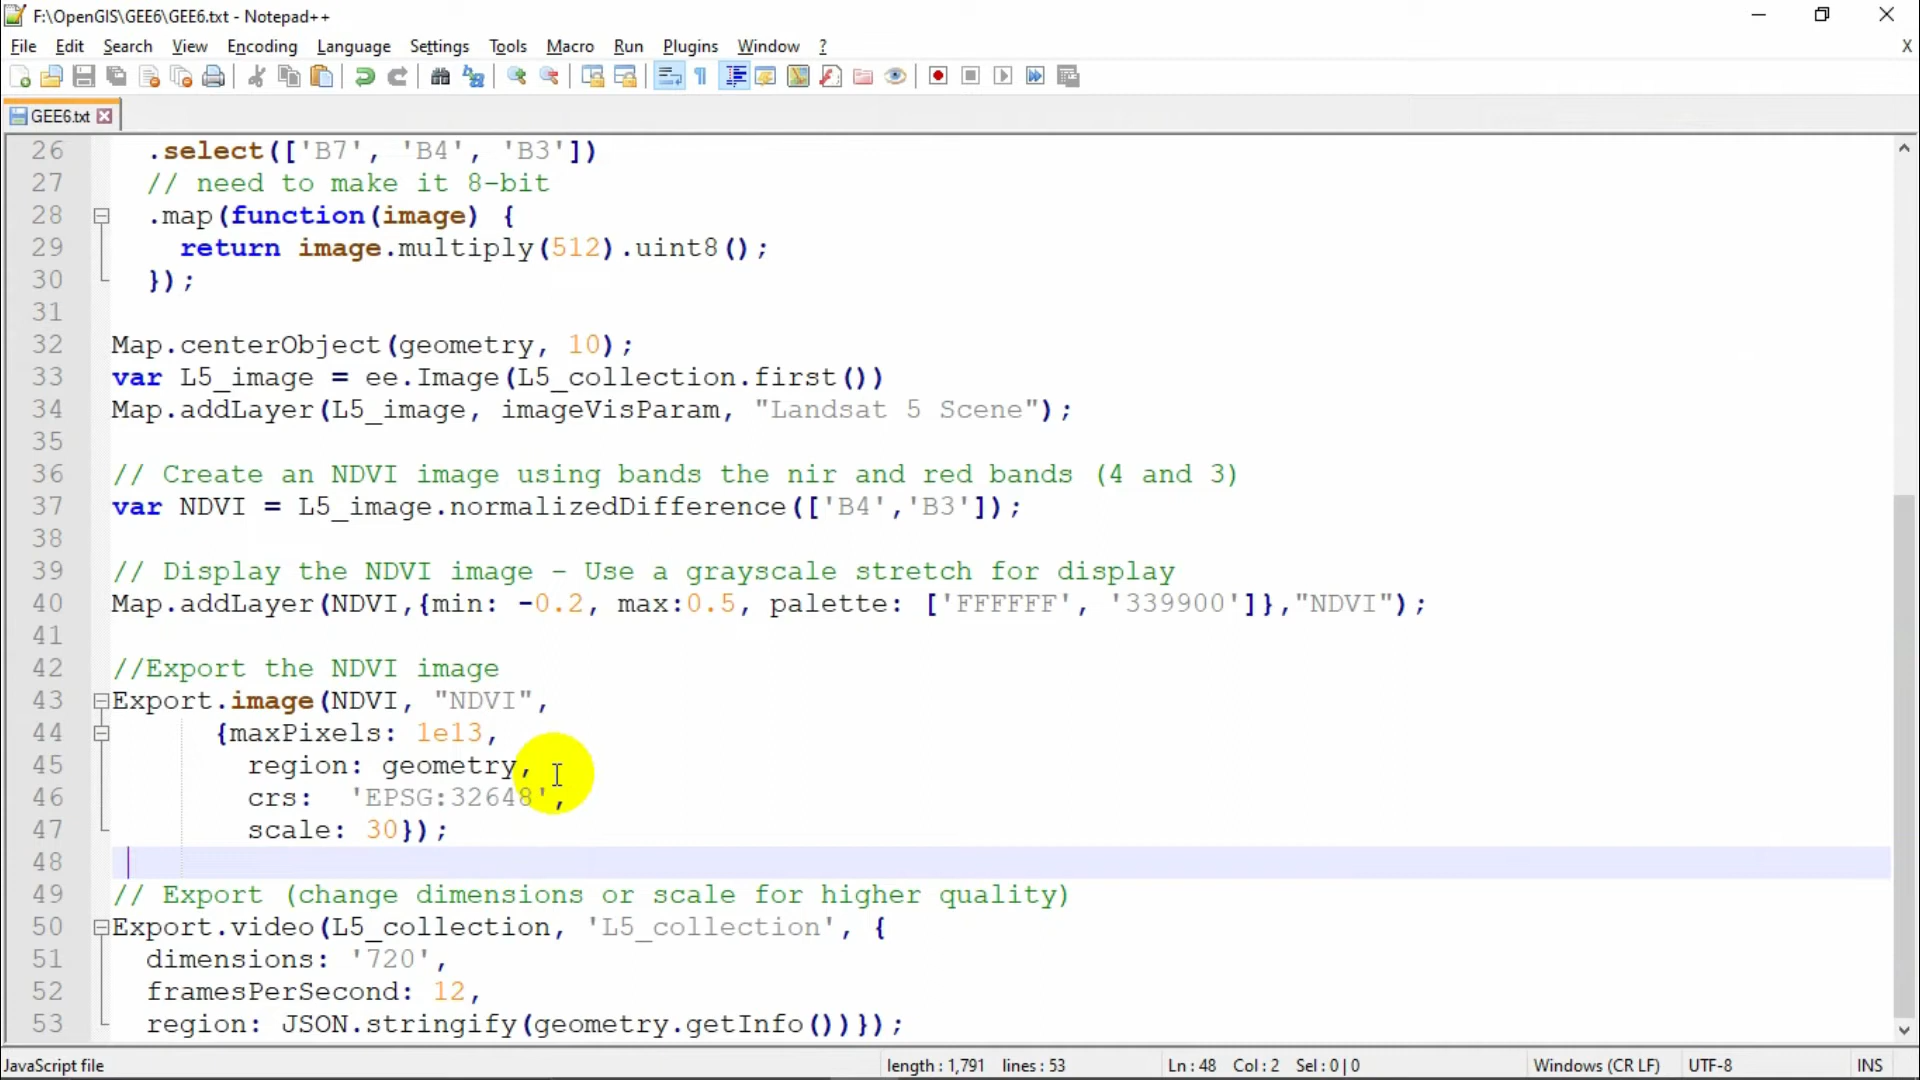 F:\OpenGIS\GEE6\GEE6.txt - Notepad++
File Edit Search View Encoding Language Settings Tools Macro Run Plugins Window ? X
GEE6.txt
26 .select(['B7', 'B4', 'B3'])
27 // need to make it 8-bit
28 .map(function(image) {
29 return image.multiply(512).uint8();
30 });
31
32 Map.centerObject(geometry, 10);
33 var L5_image = ee.Image(L5_collection.first())
34 Map.addLayer(L5_image, imageVisParam, "Landsat 5 Scene");
35
36 // Create an NDVI image using bands the nir and red bands (4 and 3)
37 var NDVI = L5_image.normalizedDifference(['B4','B3']);
38
39 // Display the NDVI image - Use a grayscale stretch for display
40 Map.addLayer(NDVI,{min: -0.2, max:0.5, palette: ['FFFFFF', '339900']},"NDVI");
41
42 //Export the NDVI image
43 Export.image(NDVI, "NDVI",
44 {maxPixels: 1e13,
45 region: geometry,
46 crs: 'EPSG:32648',
47 scale: 30});
48
49 // Export (change dimensions or scale for higher quality)
50 Export.video(L5_collection, 'L5_collection', {
51 dimensions: '720',
52 framesPerSecond: 12,
53 region: JSON.stringify(geometry.getInfo())});
JavaScript file length : 1,791 lines : 53 Ln : 48 Col : 2 Sel : 0 | 0 Windows (CR LF) UTF-8 INS